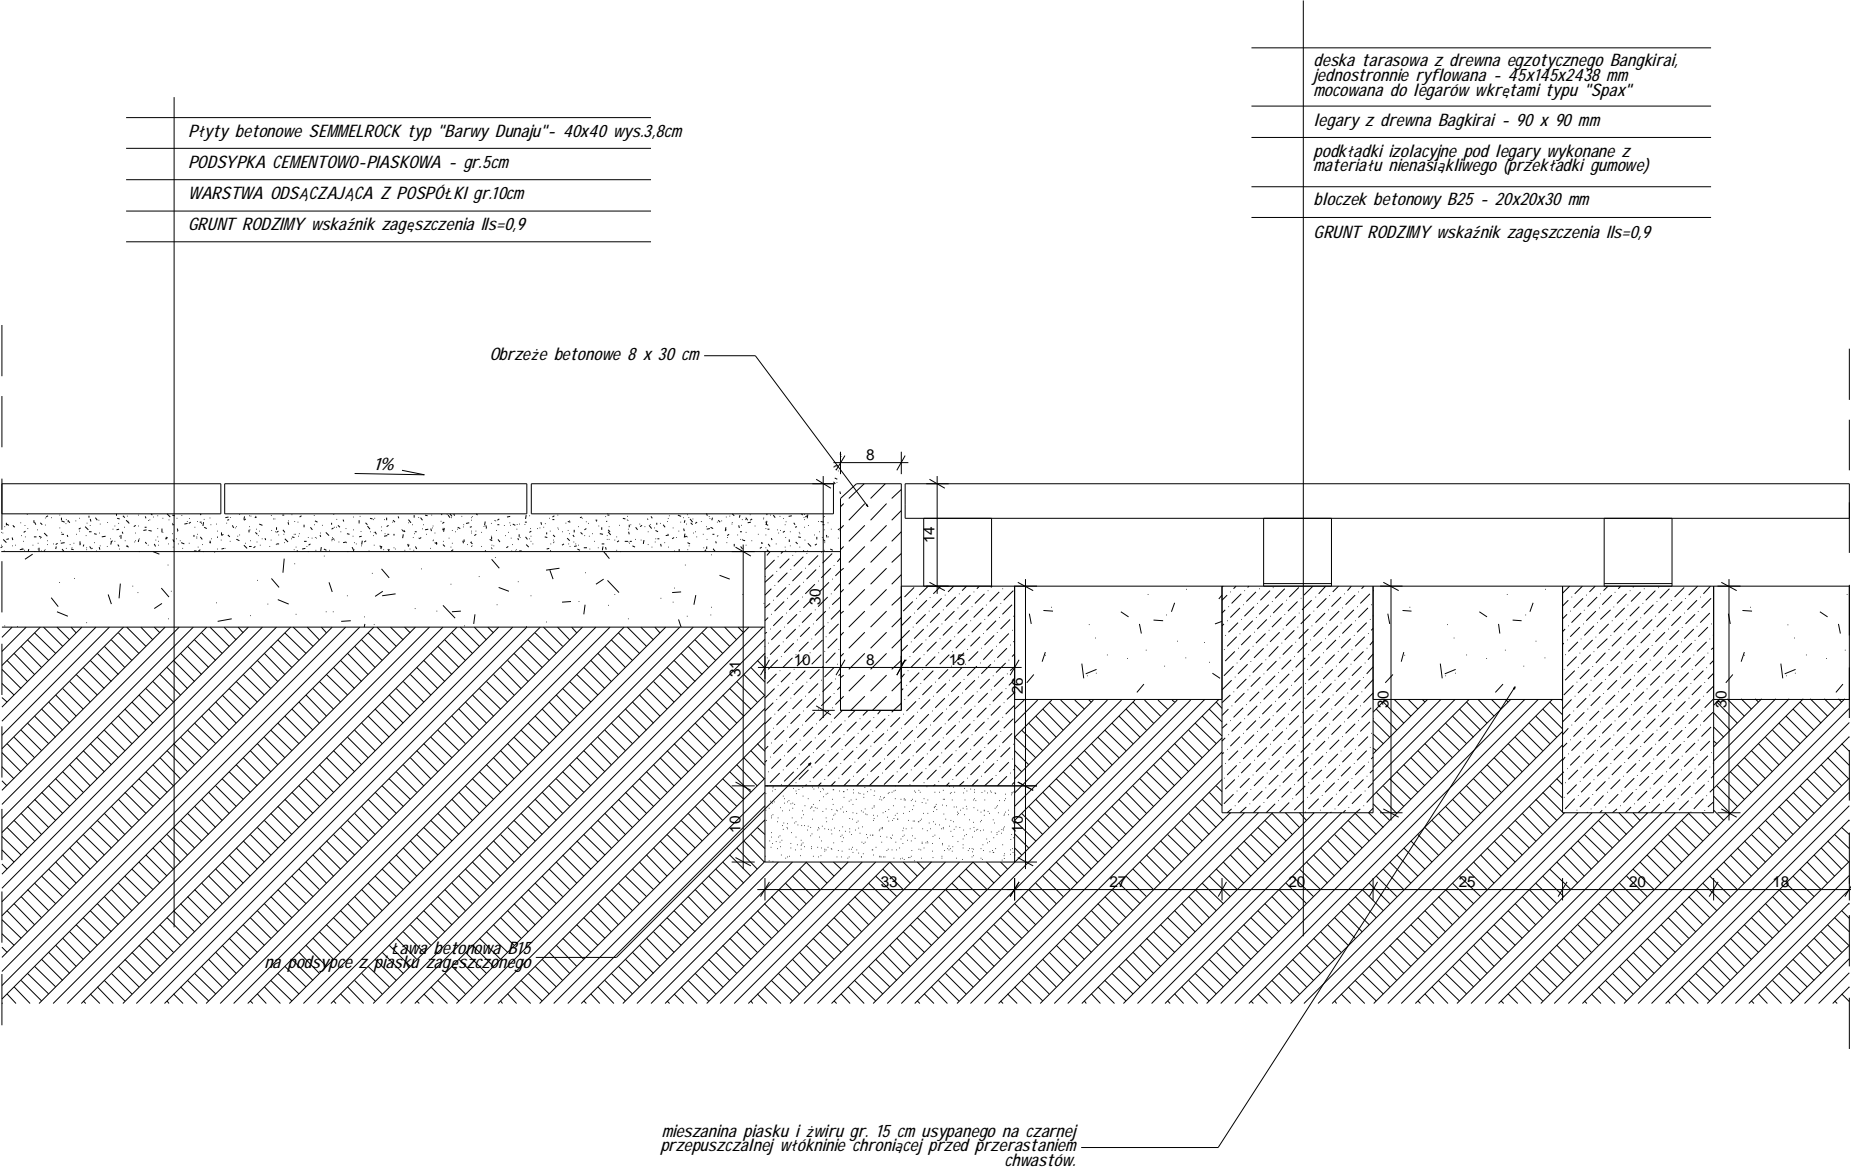 deska tarasowa z drewna egzotycznego Bangkirai,
jednostronnie ryflowana - 45x145x2438 mm
mocowana do legarów wkrętami typu "Spax"
legary z drewna Bagkirai - 90 x 90 mm
podkładki izolacyjne pod legary wykonane z
materiału nienasiąkliwego (przekładki gumowe)
bloczek betonowy B25 - 20x20x30 mm
GRUNT RODZIMY wskaźnik zagęszczenia IIs=0,9
Płyty betonowe SEMMELROCK typ "Barwy Dunaju"- 40x40 wys.3,8cm
PODSYPKA CEMENTOWO-PIASKOWA - gr.5cm
WARSTWA ODSĄCZAJĄCA Z POSPÓŁKI gr.10cm
GRUNT RODZIMY wskaźnik zagęszczenia IIs=0,9
Obrzeże betonowe 8 x 30 cm
1%
8
14
30
10
8
15
31
26
30
30
10
10
33
27
20
25
20
18
Ława betonowa B15
na podsypce z piasku zagęszczonego
mieszanina piasku i żwiru gr. 15 cm usypanego na czarnej
przepuszczalnej włókninie chroniącej przed przerastaniem
chwastów.